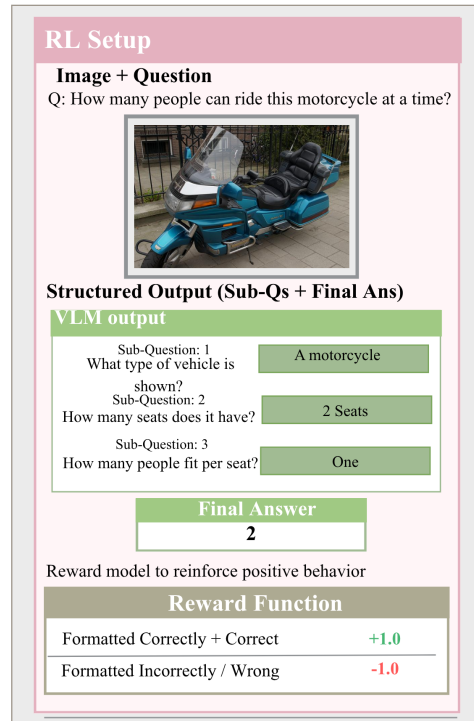 RL Setup
Image + Question
Q: How many people can ride this motorcycle at a time?
Structured Output (Sub-Qs + Final Ans)
VLM output
Sub-Question: 1
What type of vehicle is
shown?
A motorcycle
Sub-Question: 2
How many seats does it have?
2 Seats
Sub-Question: 3
How many people fit per seat?
One
Final Answer
2
Reward model to reinforce positive behavior
Reward Function
Formatted Correctly + Correct +1.0
Formatted Incorrectly / Wrong -1.0